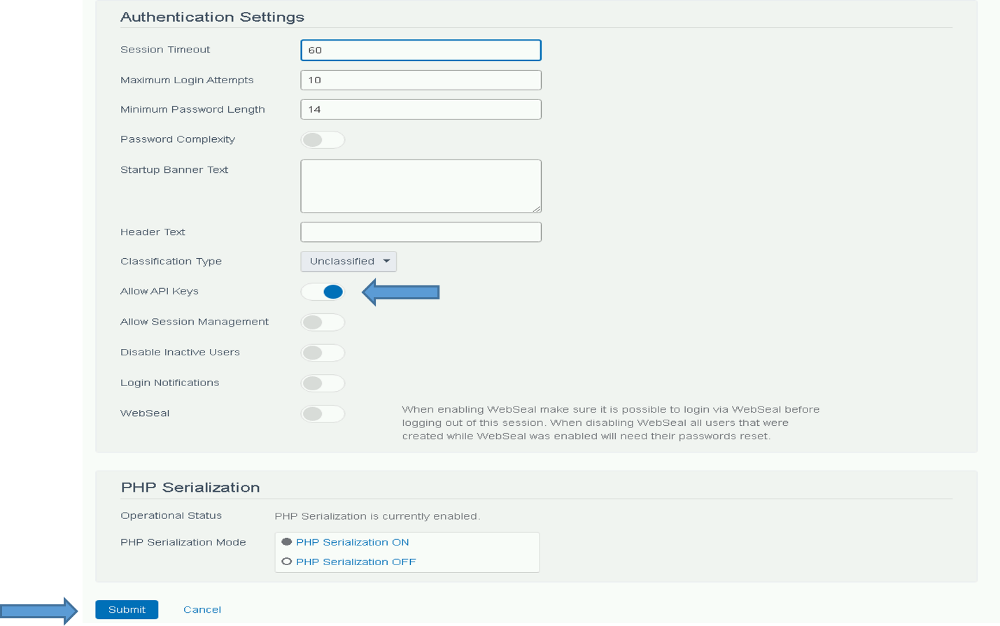 Authentication Settings
Session Timeout 60
Maximum Login Attempts 10
Minimum Password Length 14
Password Complexity
Startup Banner Text
Header Text
Classification Type Unclassified
Allow API Keys
Allow Session Management
Disable Inactive Users
Login Notifications
WebSeal When enabling WebSeal make sure it is possible to login via WebSeal before
logging out of this session. When disabling WebSeal all users that were
created while WebSeal was enabled will need their passwords reset.
PHP Serialization
Operational Status PHP Serialization is currently enabled.
PHP Serialization Mode PHP Serialization ON
PHP Serialization OFF
Submit Cancel